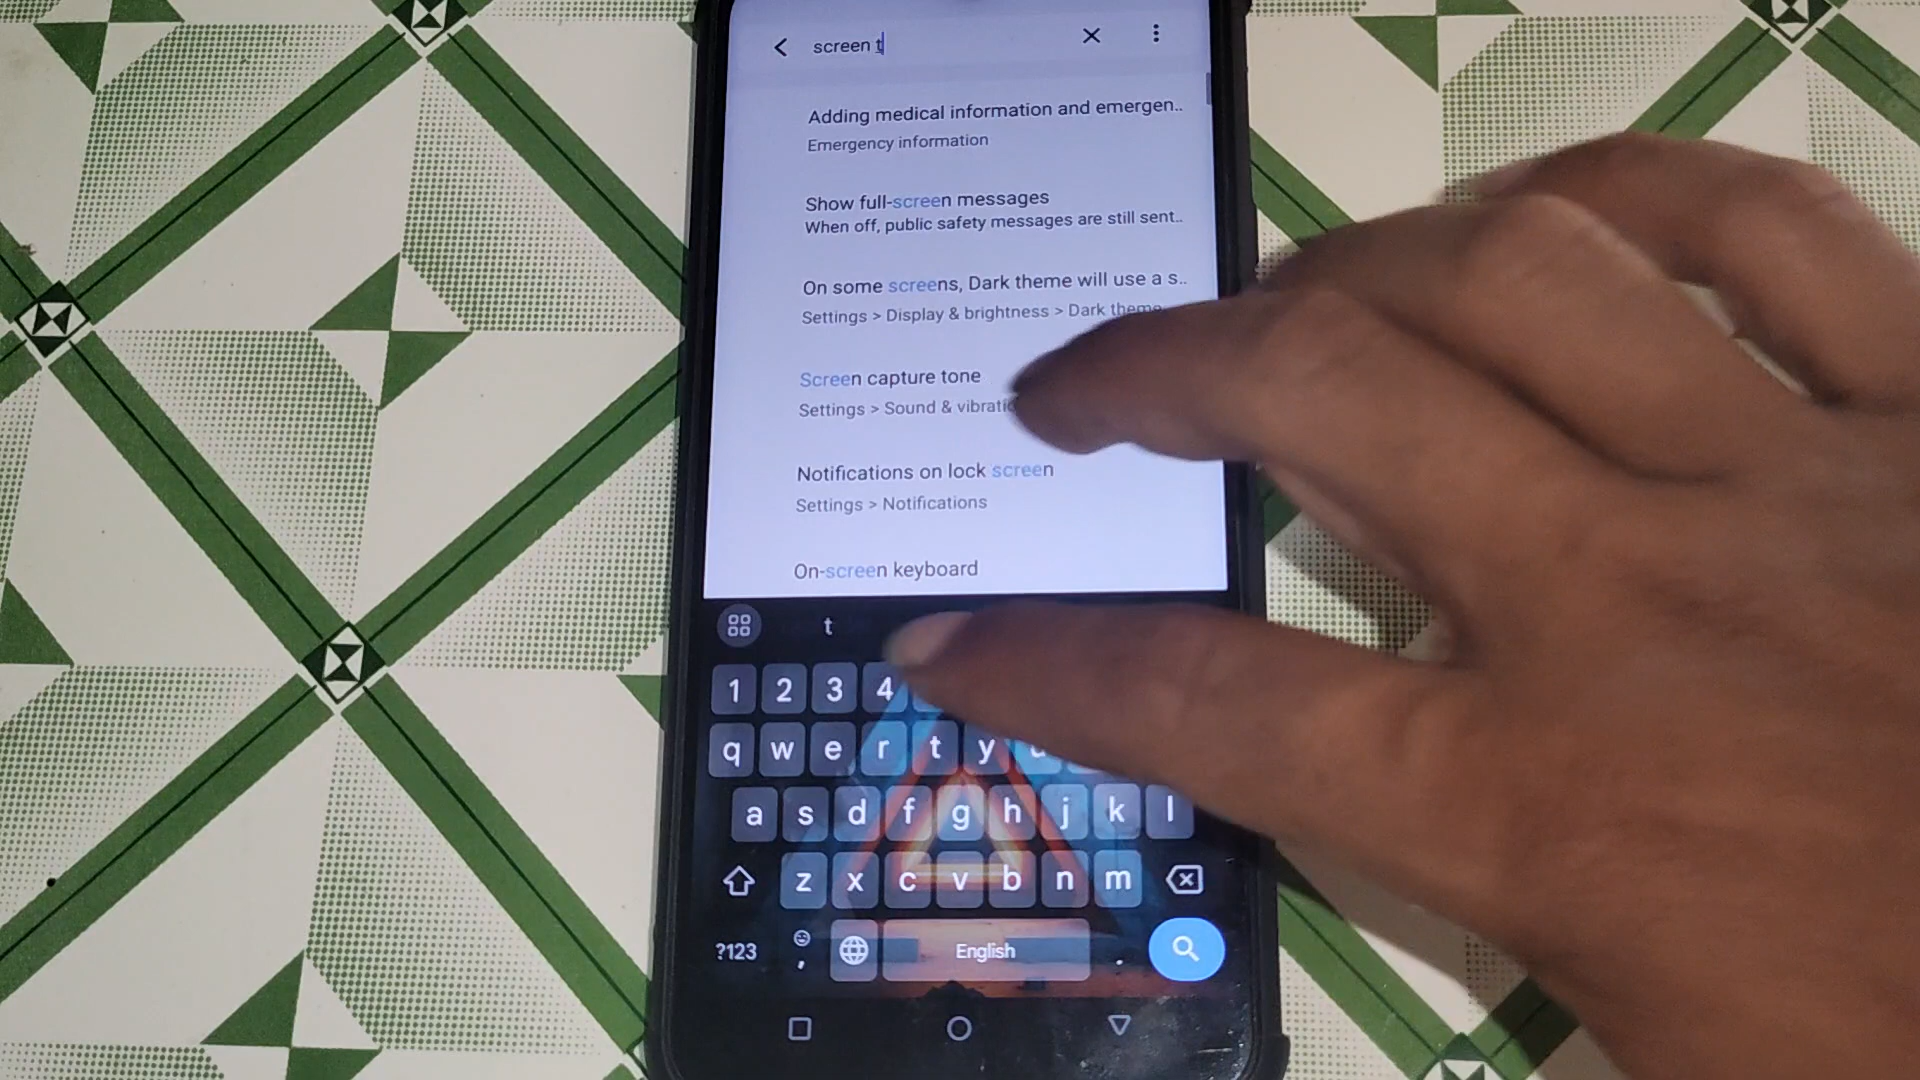 screen t
Adding medical information and emergen..
Emergency information
Show full-screen messages
When off, public safety messages are still sent..
On some screens, Dark theme will use a s..
Settings > Display & brightness > Dark theme
Screen capture tone
Settings > Sound &
Notifications on lock screen
Settings > Notifications
On-screen keyboard
t
1 2 3 4
q w e r t y
a s d f g h j k l
z x c v b n m
?123 , English .